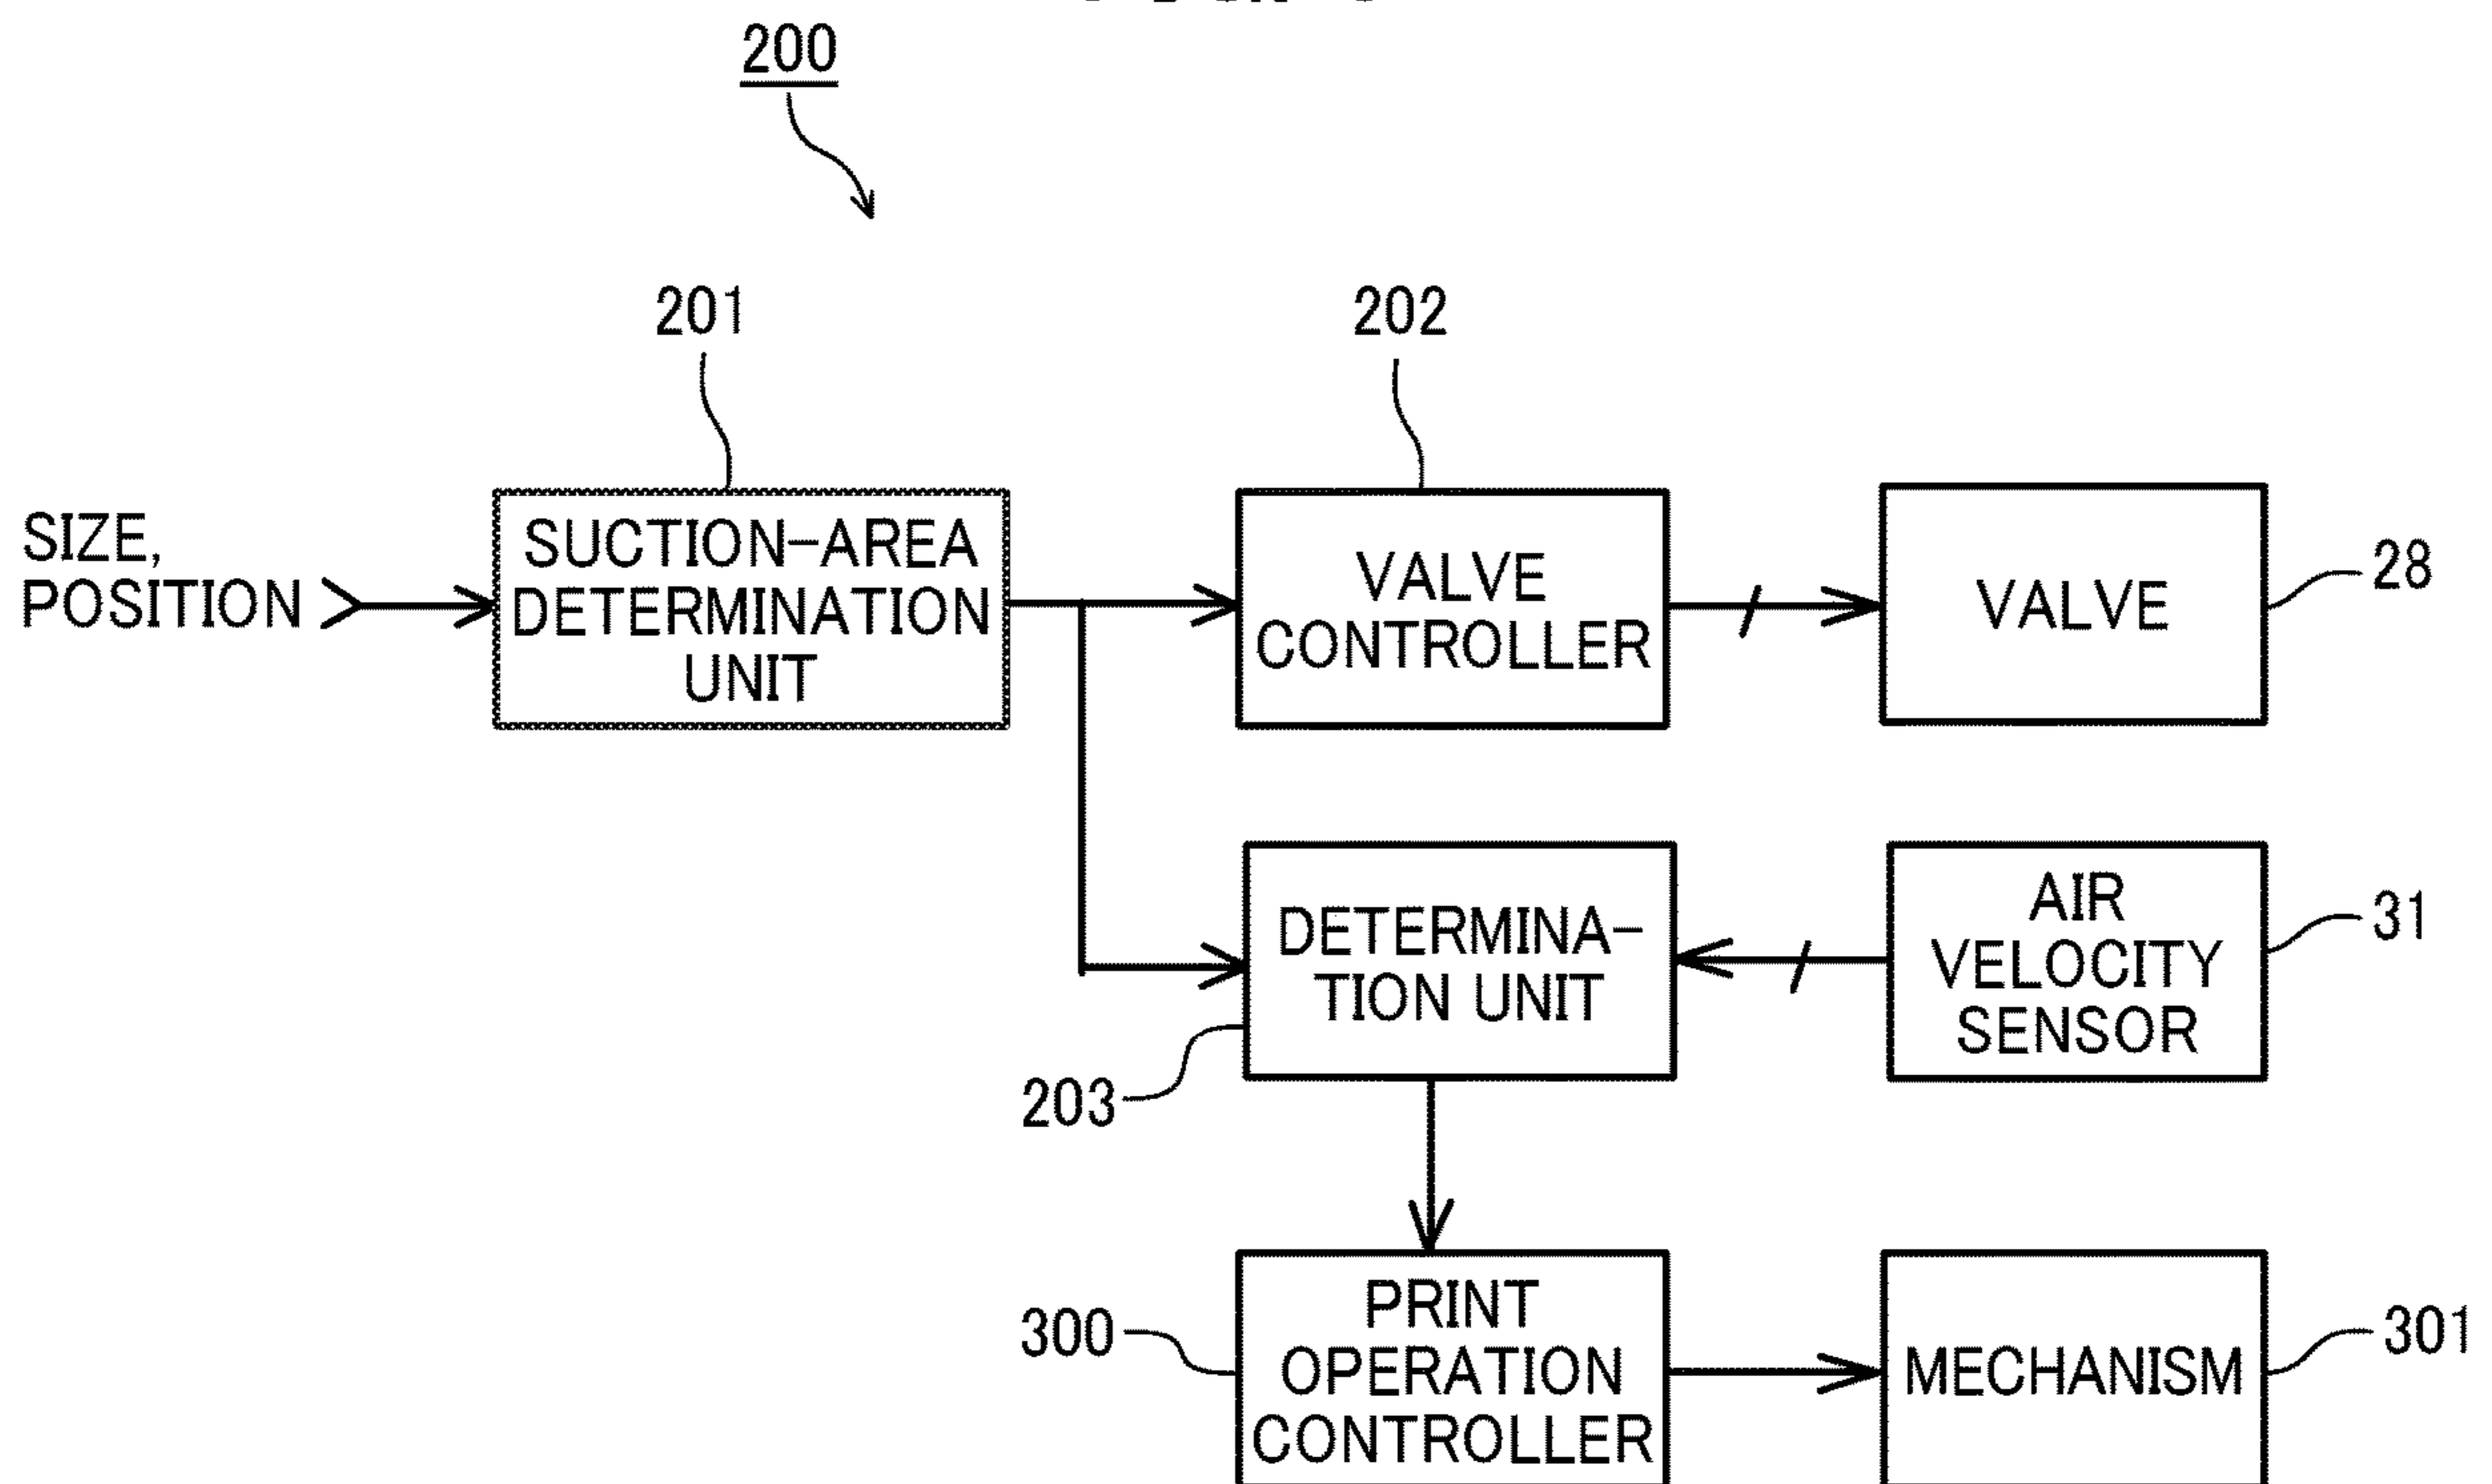 200
201
202
SIZE,
POSITION
SUCTION-AREA
DETERMINATION
UNIT
VALVE
CONTROLLER
VALVE
28
DETERMINA-
TION UNIT
203
AIR
VELOCITY
SENSOR
31
PRINT
OPERATION
CONTROLLER
300
MECHANISM
301